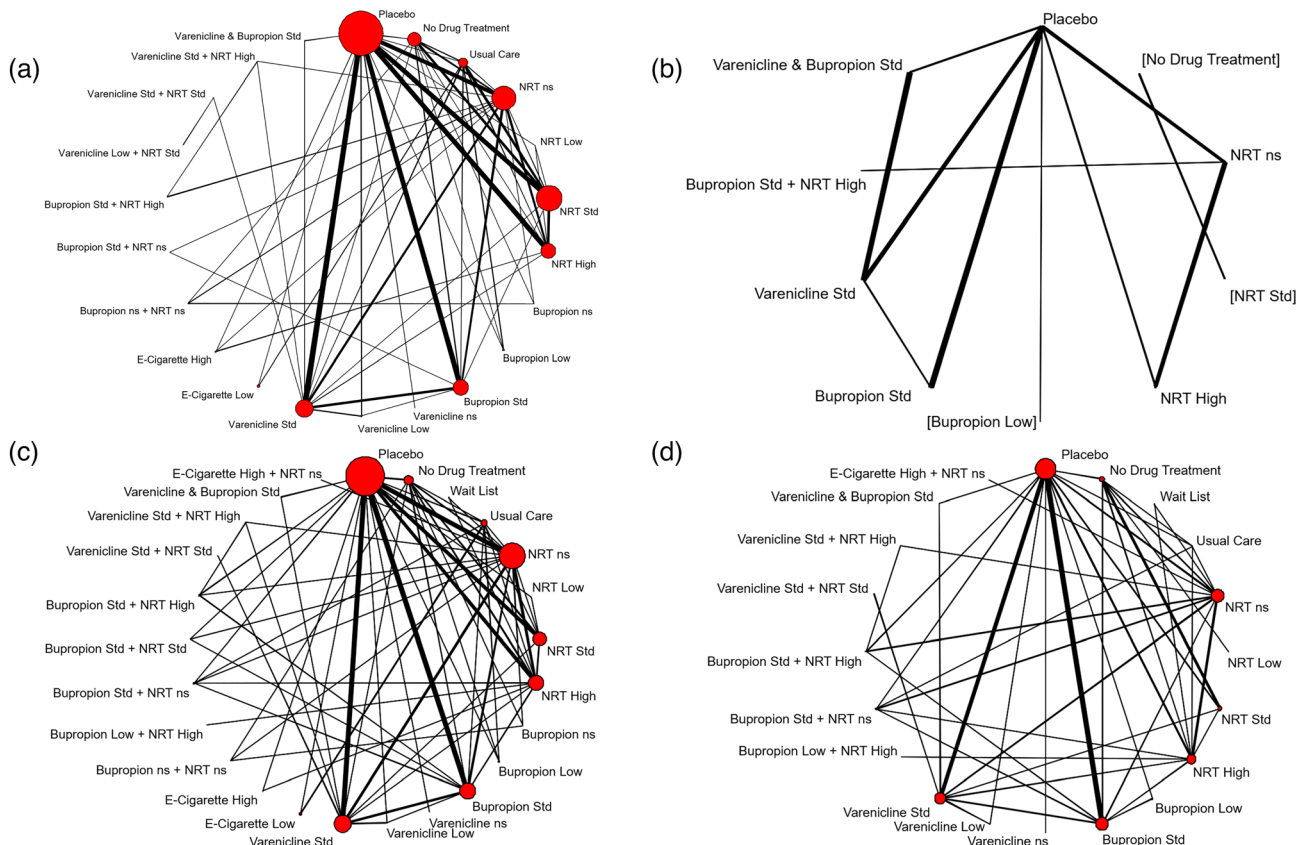 (a)
Placebo
No Drug Treatment
Varenicline & Bupropion Std
Usual Care
Varenicline Std + NRT High
NRT ns
Varenicline Std + NRT Std
NRT Low
Varenicline Low + NRT Std
Bupropion Std + NRT High
NRT Std
Bupropion Std + NRT ns
NRT High
Bupropion ns + NRT ns
Bupropion ns
E-Cigarette High
Bupropion Low
E-Cigarette Low
Bupropion Std
Varenicline ns
Varenicline Std
Varenicline Low
(b)
Placebo
[No Drug Treatment]
Varenicline & Bupropion Std
NRT ns
Bupropion Std + NRT High
Varenicline Std
[NRT Std]
Bupropion Std
NRT High
[Bupropion Low]
(c)
Placebo
No Drug Treatment
E-Cigarette High + NRT ns
Wait List
Varenicline & Bupropion Std
Usual Care
Varenicline Std + NRT High
NRT ns
Varenicline Std + NRT Std
NRT Low
Bupropion Std + NRT High
NRT Std
Bupropion Std + NRT Std
NRT High
Bupropion Std + NRT ns
Bupropion ns
Bupropion Low + NRT High
Bupropion ns + NRT ns
Bupropion Low
E-Cigarette High
Bupropion Std
E-Cigarette Low
Varenicline ns
Varenicline Low
Varenicline Std
(d)
Placebo
No Drug Treatment
E-Cigarette High + NRT ns
Wait List
Varenicline & Bupropion Std
Usual Care
Varenicline Std + NRT High
NRT ns
Varenicline Std + NRT Std
NRT Low
Bupropion Std + NRT High
NRT Std
Bupropion Std + NRT ns
Bupropion Low + NRT High
NRT High
Bupropion Low
Varenicline Std
Varenicline Low
Bupropion Std
Varenicline ns